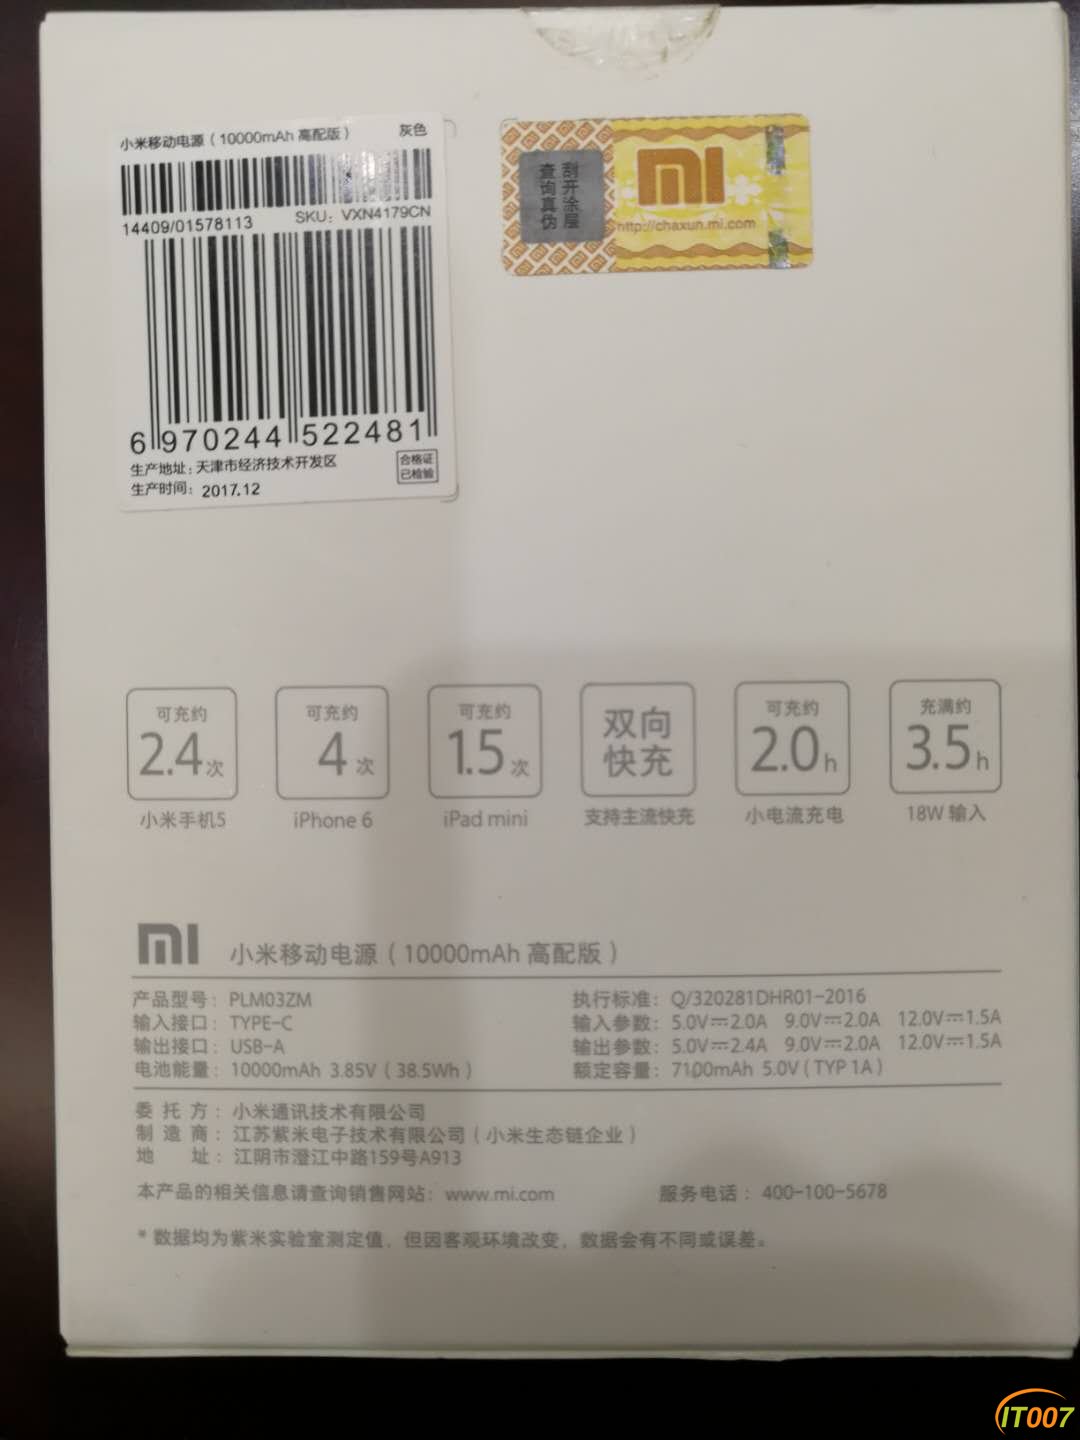 小米移动电源（10000mAh 高配版） 灰色
14409/01578113 SKU：VXN4179CN
6 970244 522481
生产地址：天津市经济技术开发区
生产时间：2017.12
合格证
已检验
刮开涂层
查询真伪
mi
http://chaxun.mi.com
可充约
2.4次
小米手机5
可充约
4次
iPhone 6
可充约
1.5次
iPad mini
双向
快充
支持主流快充
可充约
2.0h
小电流充电
充满约
3.5h
18W 输入
mi 小米移动电源（10000mAh 高配版）
产品型号：PLM03ZM
输入接口：TYPE-C
输出接口：USB-A
电池能量：10000mAh 3.85V（38.5Wh）
执行标准：Q/320281DHR01-2016
输入参数：5.0V⎓2.0A 9.0V⎓2.0A 12.0V⎓1.5A
输出参数：5.0V⎓2.4A 9.0V⎓2.0A 12.0V⎓1.5A
额定容量：7100mAh 5.0V（TYP 1A）
委 托 方：小米通讯技术有限公司
制 造 商：江苏紫米电子技术有限公司（小米生态链企业）
地 址：江阴市澄江中路159号A913
本产品的相关信息请查询销售网站：www.mi.com 服务电话：400-100-5678
* 数据均为紫米实验室测定值，但因客观环境改变，数据会有不同或误差。
IT007